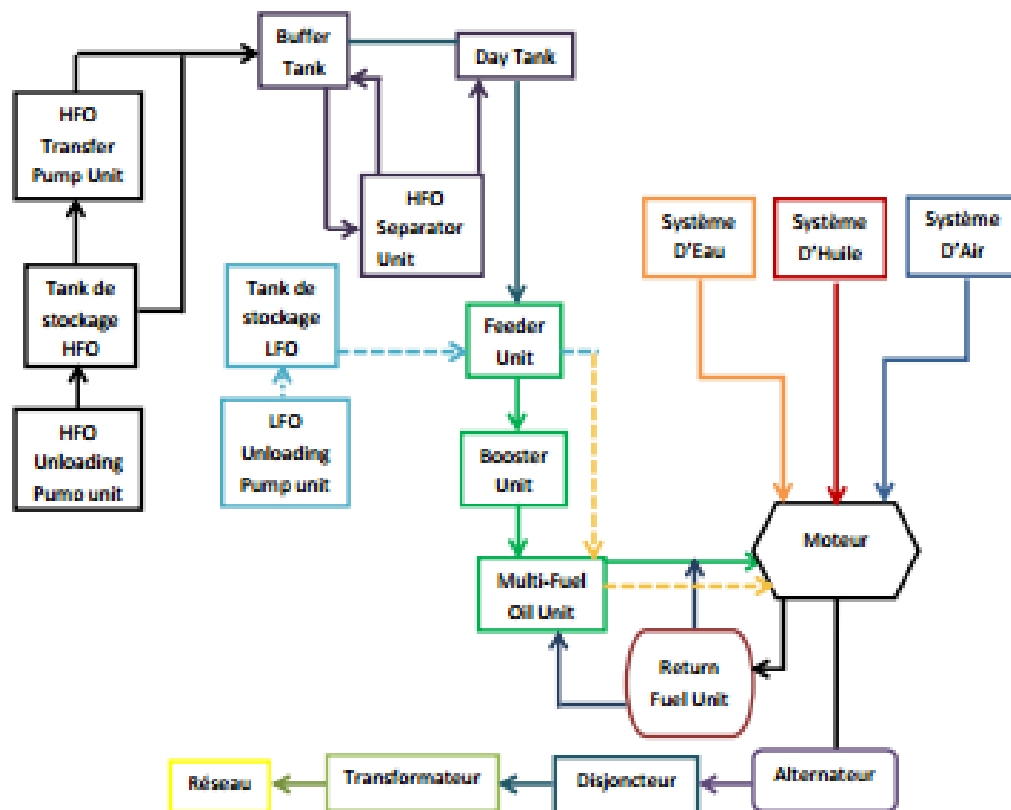 Buffer
Tank
Day Tank
HFO
Transfer
Pump Unit
HFO
Separator
Unit
Système
D'Eau
Système
D'Huile
Système
D'Air
Tank de
stockage
HFO
Tank de
stockage
LFO
Feeder
Unit
HFO
Unloading
Pump unit
LFO
Unloading
Pump unit
Booster
Unit
Moteur
Multi-Fuel
Oil Unit
Return
Fuel Unit
Réseau
Transformateur
Disjoncteur
Alternateur